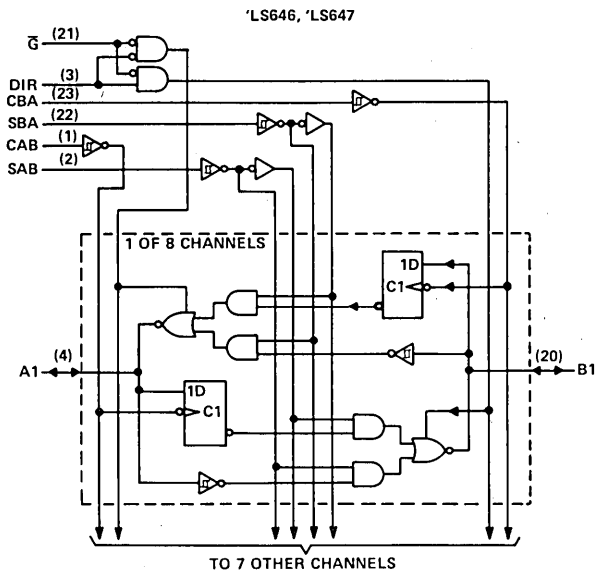 'LS646, 'LS647
G̅ (21)
DIR (3)
CBA (23)
SBA (22)
CAB (1)
SAB (2)
1 OF 8 CHANNELS
1D
C1
A1 (4)
(20) B1
1D
C1
TO 7 OTHER CHANNELS